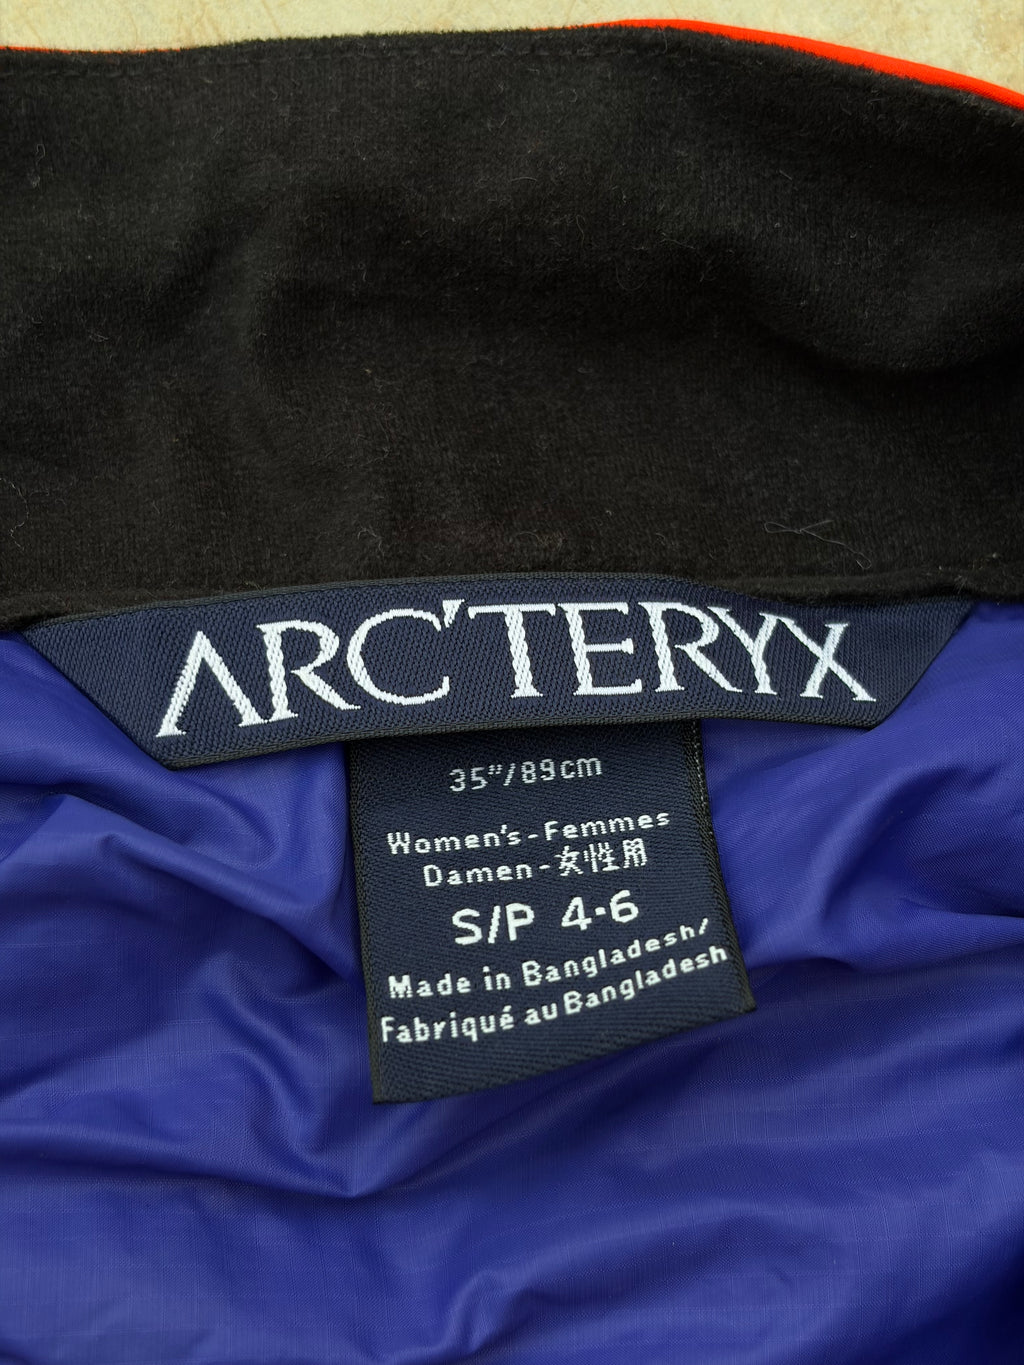 ARC'TERYX
35"/89cm
Women's - Femmes
Damen - 女性用
S/P 4·6
Made in Bangladesh/
Fabriqué au Bangladesh